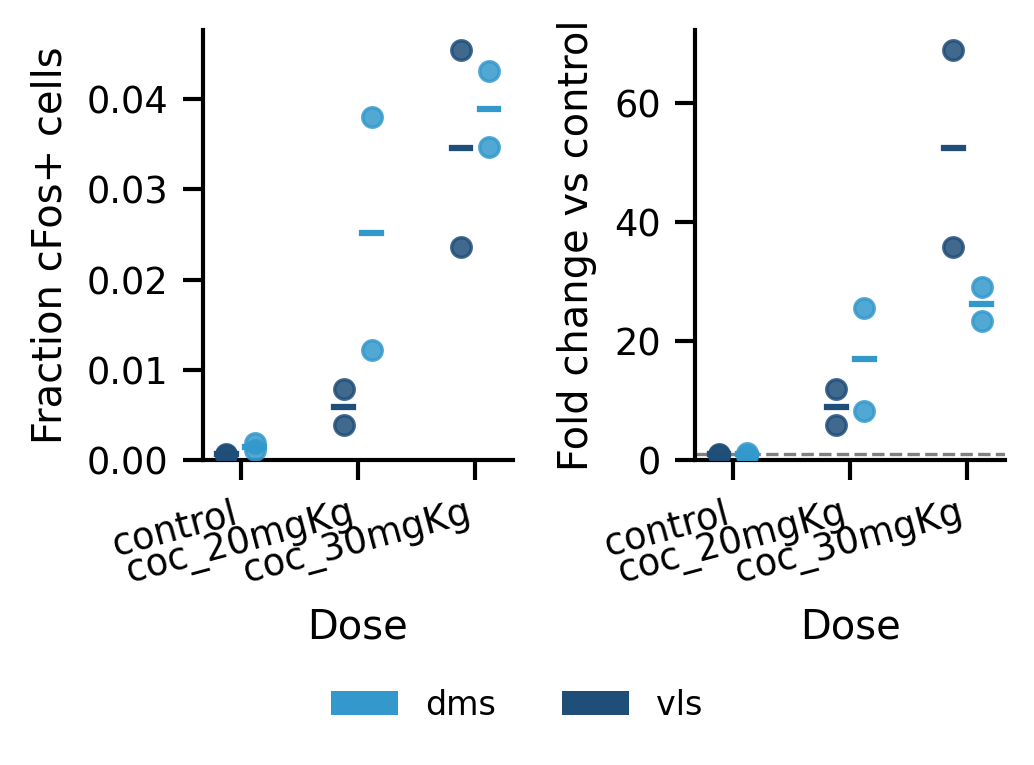 Fraction cFos+ cells
0.04
0.03
0.02
0.01
0.00
control
coc_20mgKg
coc_30mgKg
Dose
Fold change vs control
60
40
20
0
control
coc_20mgKg
coc_30mgKg
Dose
dms
vls